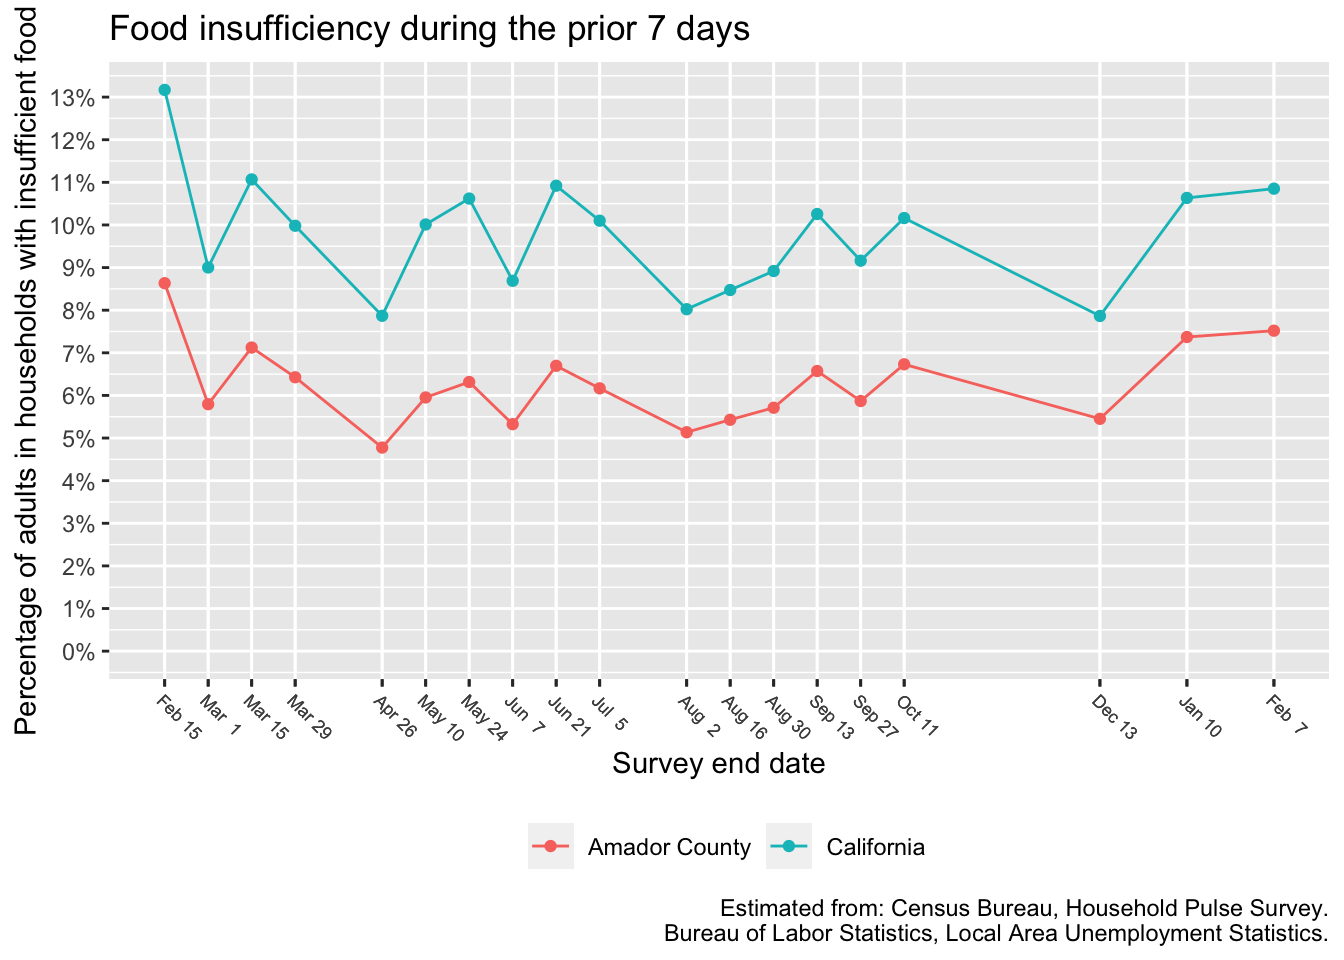 Food insufficiency during the prior 7 days
Percentage of adults in households with insufficient food
13%
12%
11%
10%
9%
8%
7%
6%
5%
4%
3%
2%
1%
0%
Feb 15
Mar 1
Mar 15
Mar 29
Apr 26
May 10
May 24
Jun 7
Jun 21
Jul 5
Aug 2
Aug 16
Aug 30
Sep 13
Sep 27
Oct 11
Dec 13
Jan 10
Feb 7
Survey end date
Amador County
California
Estimated from: Census Bureau, Household Pulse Survey.
Bureau of Labor Statistics, Local Area Unemployment Statistics.